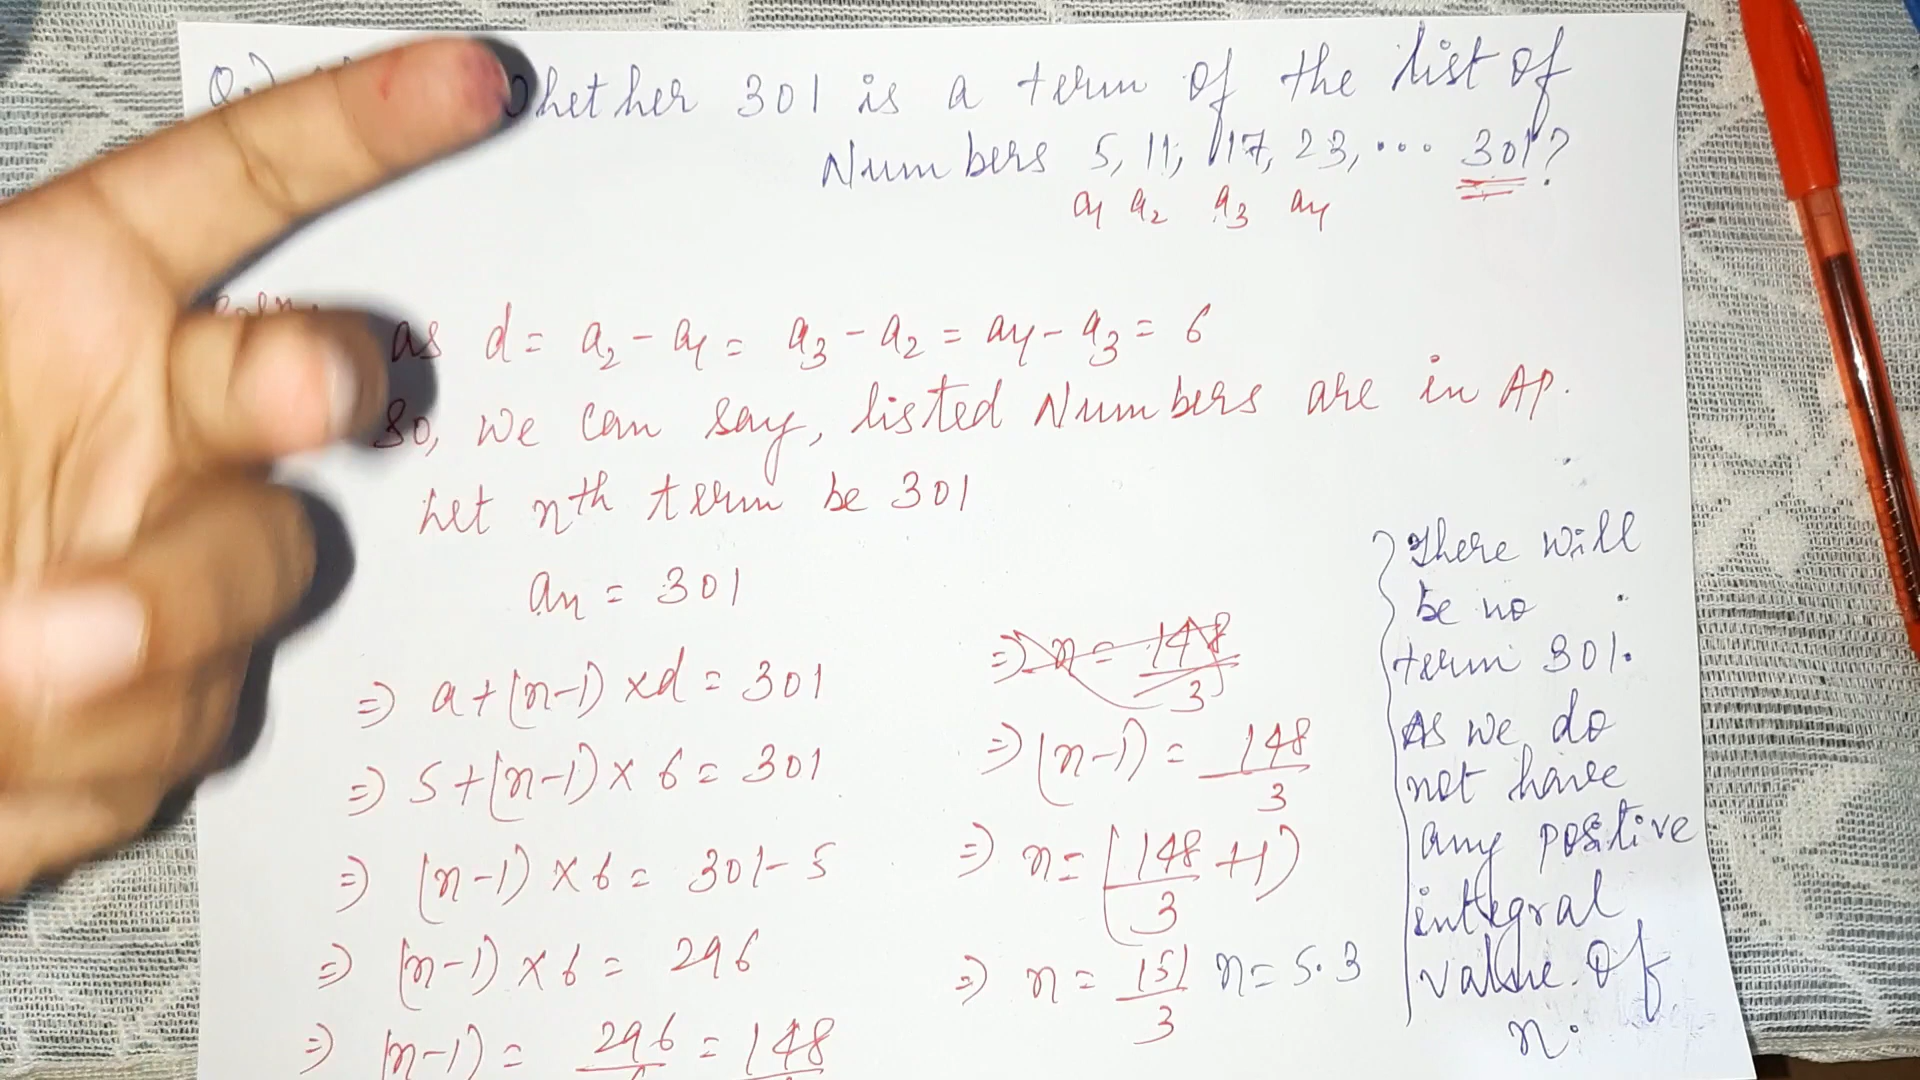 Q.) Whether 301 is a term of the list of
Numbers 5, 11, 17, 23, ... 301?
a1 a2 a3 a4
Soln.
as d = a2 - a1 = a3 - a2 = a4 - a3 = 6
So, we can say, listed Numbers are in AP.
Let nth term be 301
an = 301
=> a + (n-1) × d = 301
=> 5 + (n-1) × 6 = 301
=> (n-1) × 6 = 301 - 5
=> (n-1) × 6 = 296
=> (n-1) = 296 = 148
=> n = 148/3
=> (n-1) = 148/3
=> n = (148/3 + 1)
=> n = 151/3 n = 5.3
There will
be no
term 301.
As we do
not have
any positive
integral
value of
n.